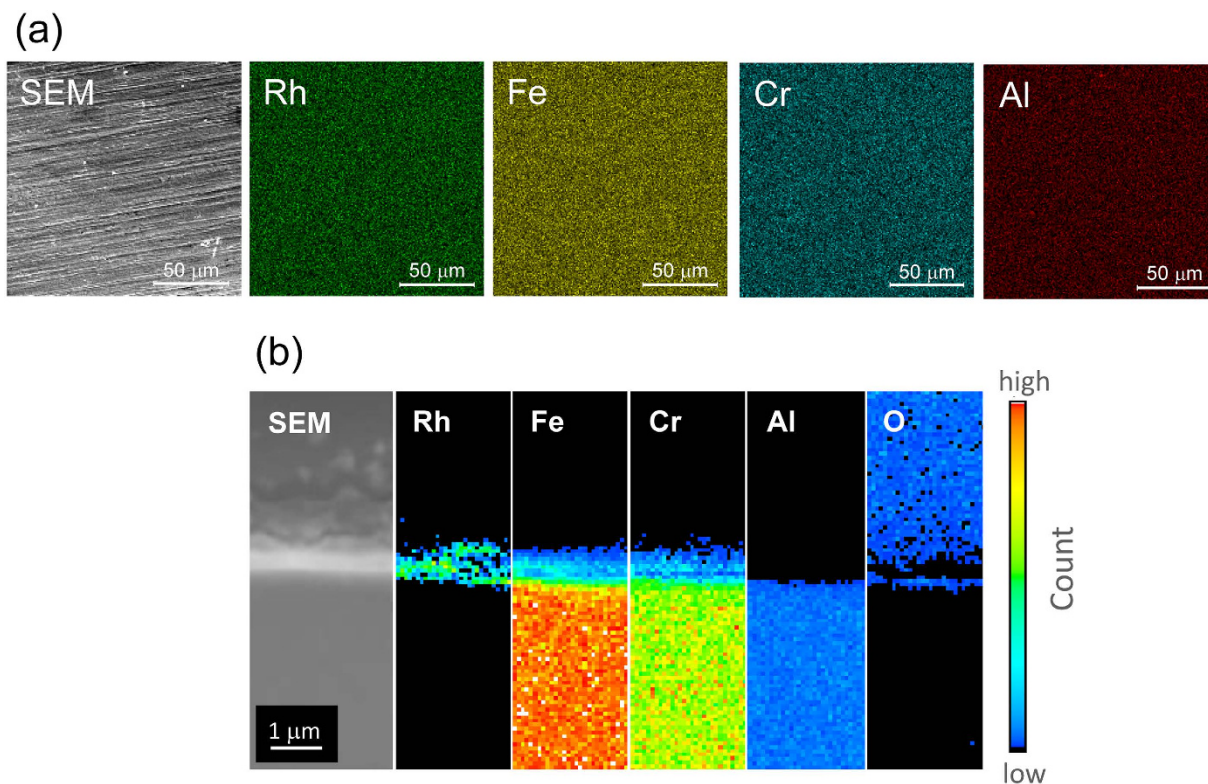 (a)
SEM
Rh
Fe
Cr
Al
50 μm
50 μm
50 μm
50 μm
50 μm
(b)
SEM
Rh
Fe
Cr
Al
O
high
Count
low
1 μm